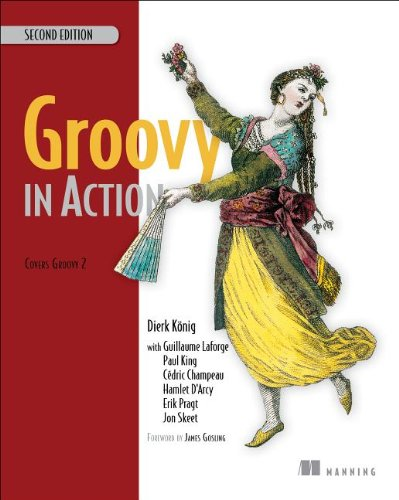 SECOND EDITION
Groovy
IN ACTION
COVERS GROOVY 2
Dierk König
with Guillaume Laforge
Paul King
Cédric Champeau
Hamlet D'Arcy
Erik Pragt
Jon Skeet
FOREWORD BY JAMES GOSLING
MANNING